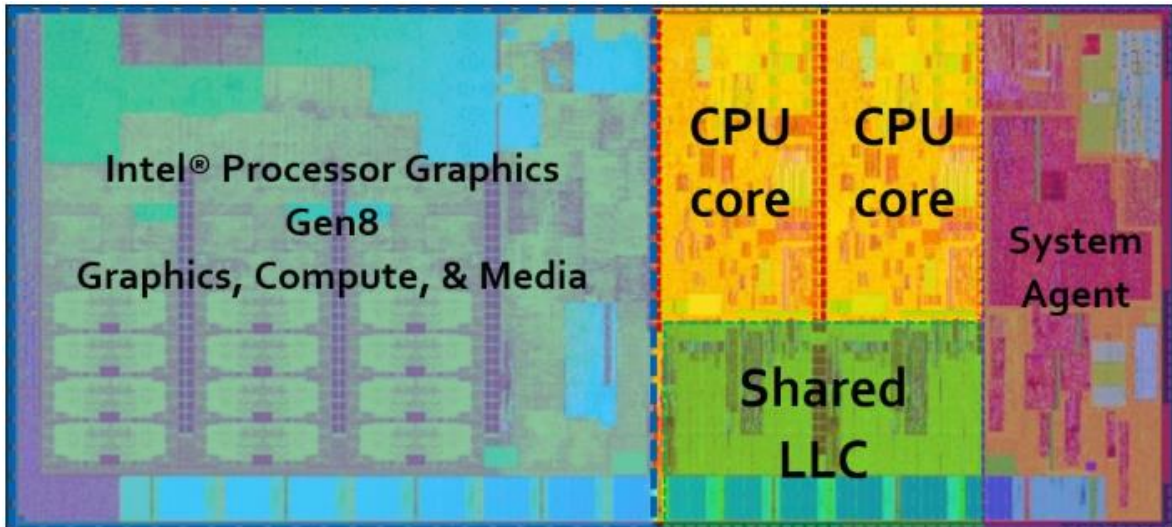 Intel® Processor Graphics
Gen8
Graphics, Compute, & Media
CPU
core
CPU
core
Shared
LLC
System
Agent